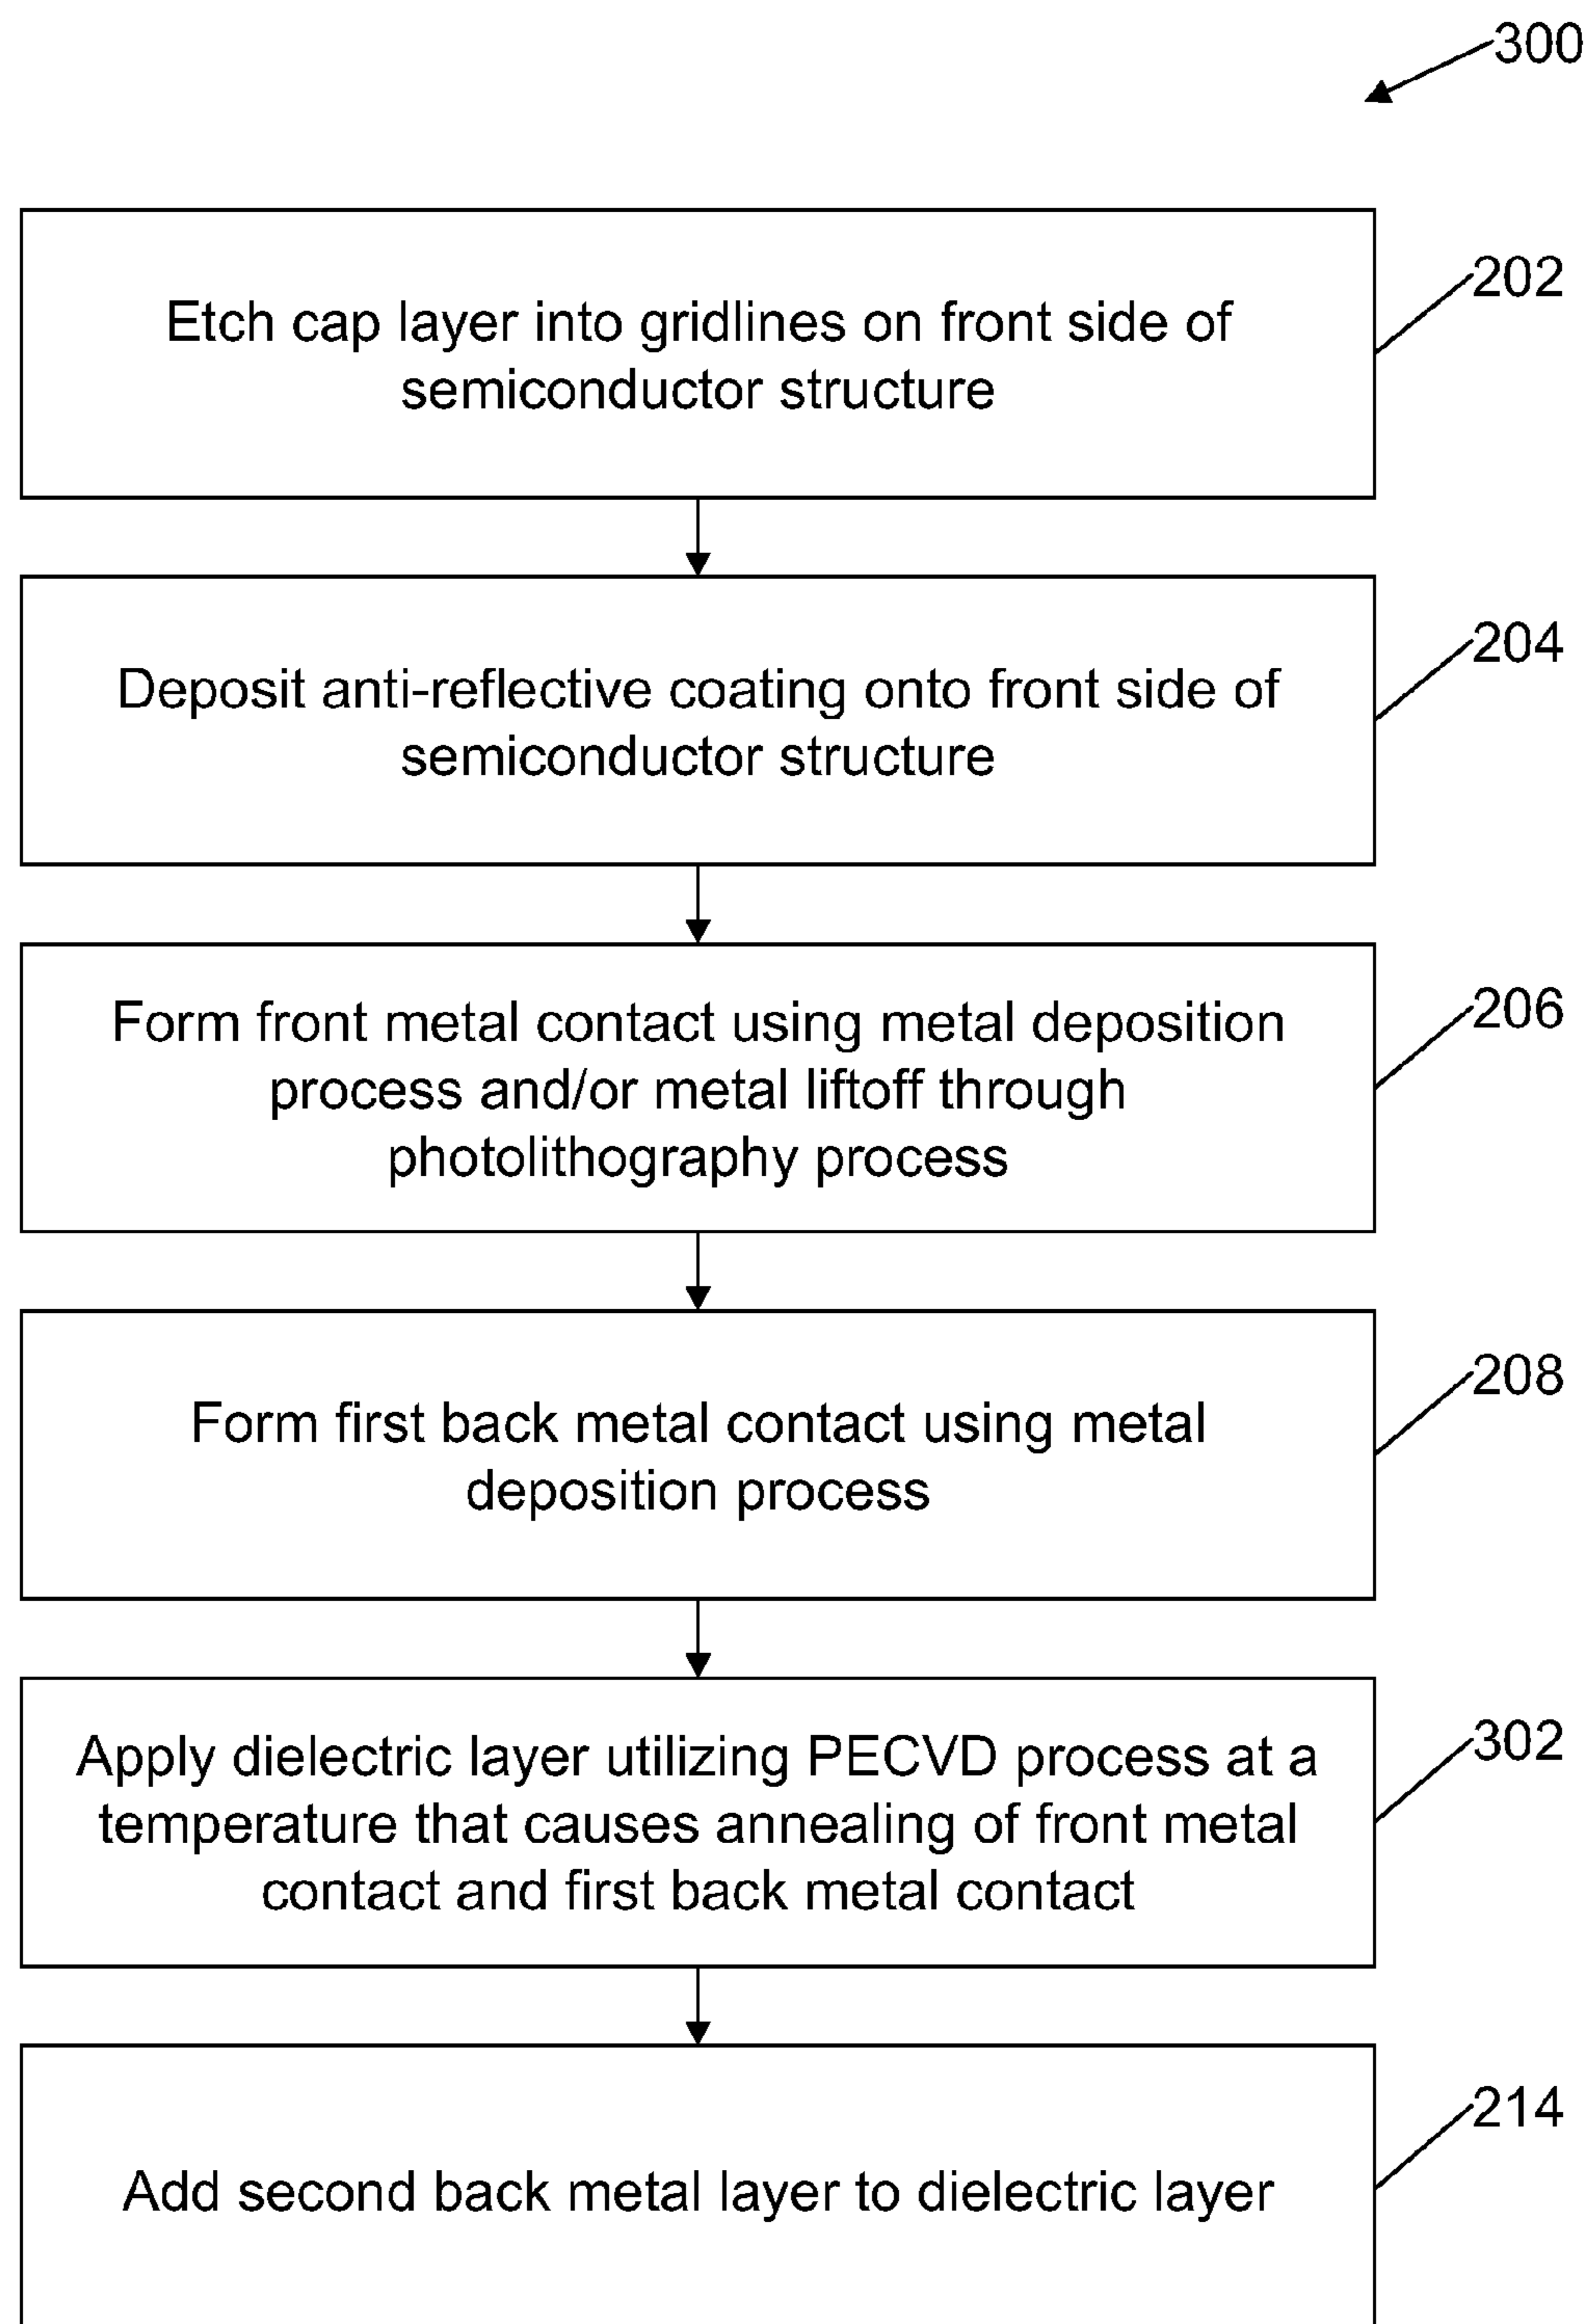 300
Etch cap layer into gridlines on front side of
semiconductor structure
202
Deposit anti-reflective coating onto front side of
semiconductor structure
204
Form front metal contact using metal deposition
process and/or metal liftoff through
photolithography process
206
Form first back metal contact using metal
deposition process
208
Apply dielectric layer utilizing PECVD process at a
temperature that causes annealing of front metal
contact and first back metal contact
302
Add second back metal layer to dielectric layer
214